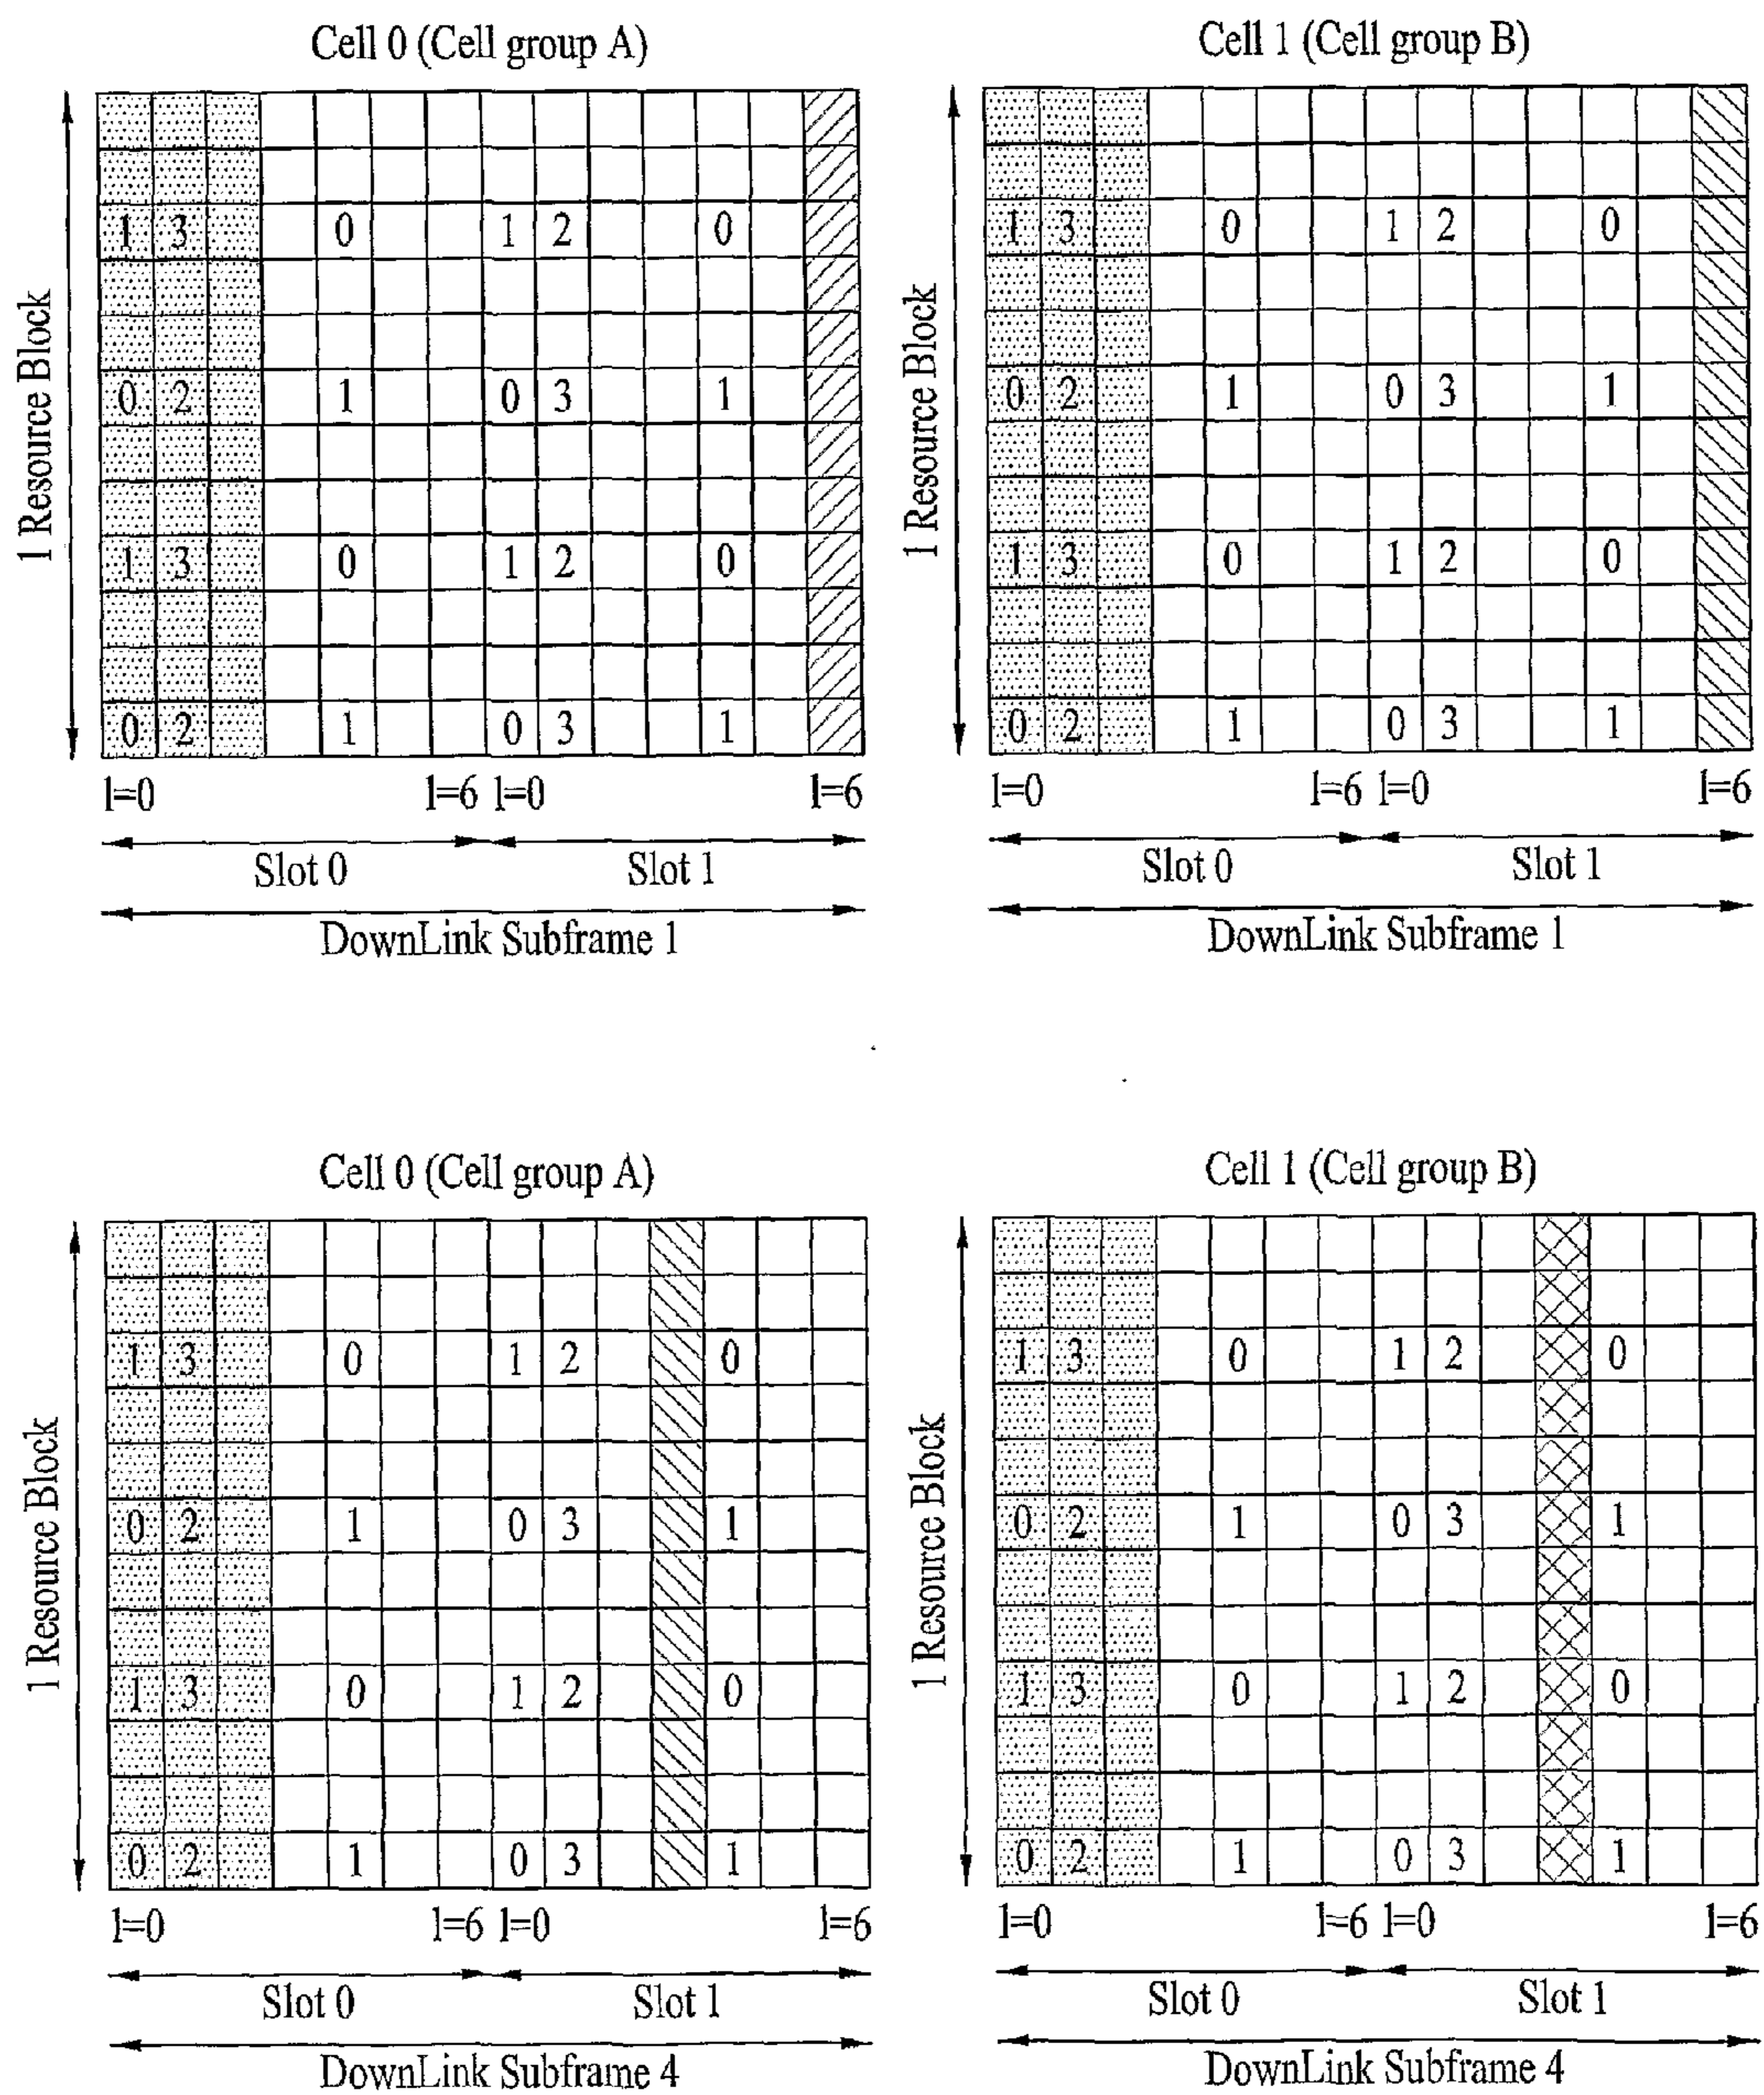 Cell 0 (Cell group A)
1 Resource Block
1 3 0 1 2 0
0 2 1 0 3 1
1 3 0 1 2 0
0 2 1 0 3 1
l=0 l=6 l=0 l=6
Slot 0 Slot 1
DownLink Subframe 1
Cell 1 (Cell group B)
1 Resource Block
1 3 0 1 2 0
0 2 1 0 3 1
1 3 0 1 2 0
0 2 1 0 3 1
l=0 l=6 l=0 l=6
Slot 0 Slot 1
DownLink Subframe 1
Cell 0 (Cell group A)
1 Resource Block
1 3 0 1 2 0
0 2 1 0 3 1
1 3 0 1 2 0
0 2 1 0 3 1
l=0 l=6 l=0 l=6
Slot 0 Slot 1
DownLink Subframe 4
Cell 1 (Cell group B)
1 Resource Block
1 3 0 1 2 0
0 2 1 0 3 1
1 3 0 1 2 0
0 2 1 0 3 1
l=0 l=6 l=0 l=6
Slot 0 Slot 1
DownLink Subframe 4